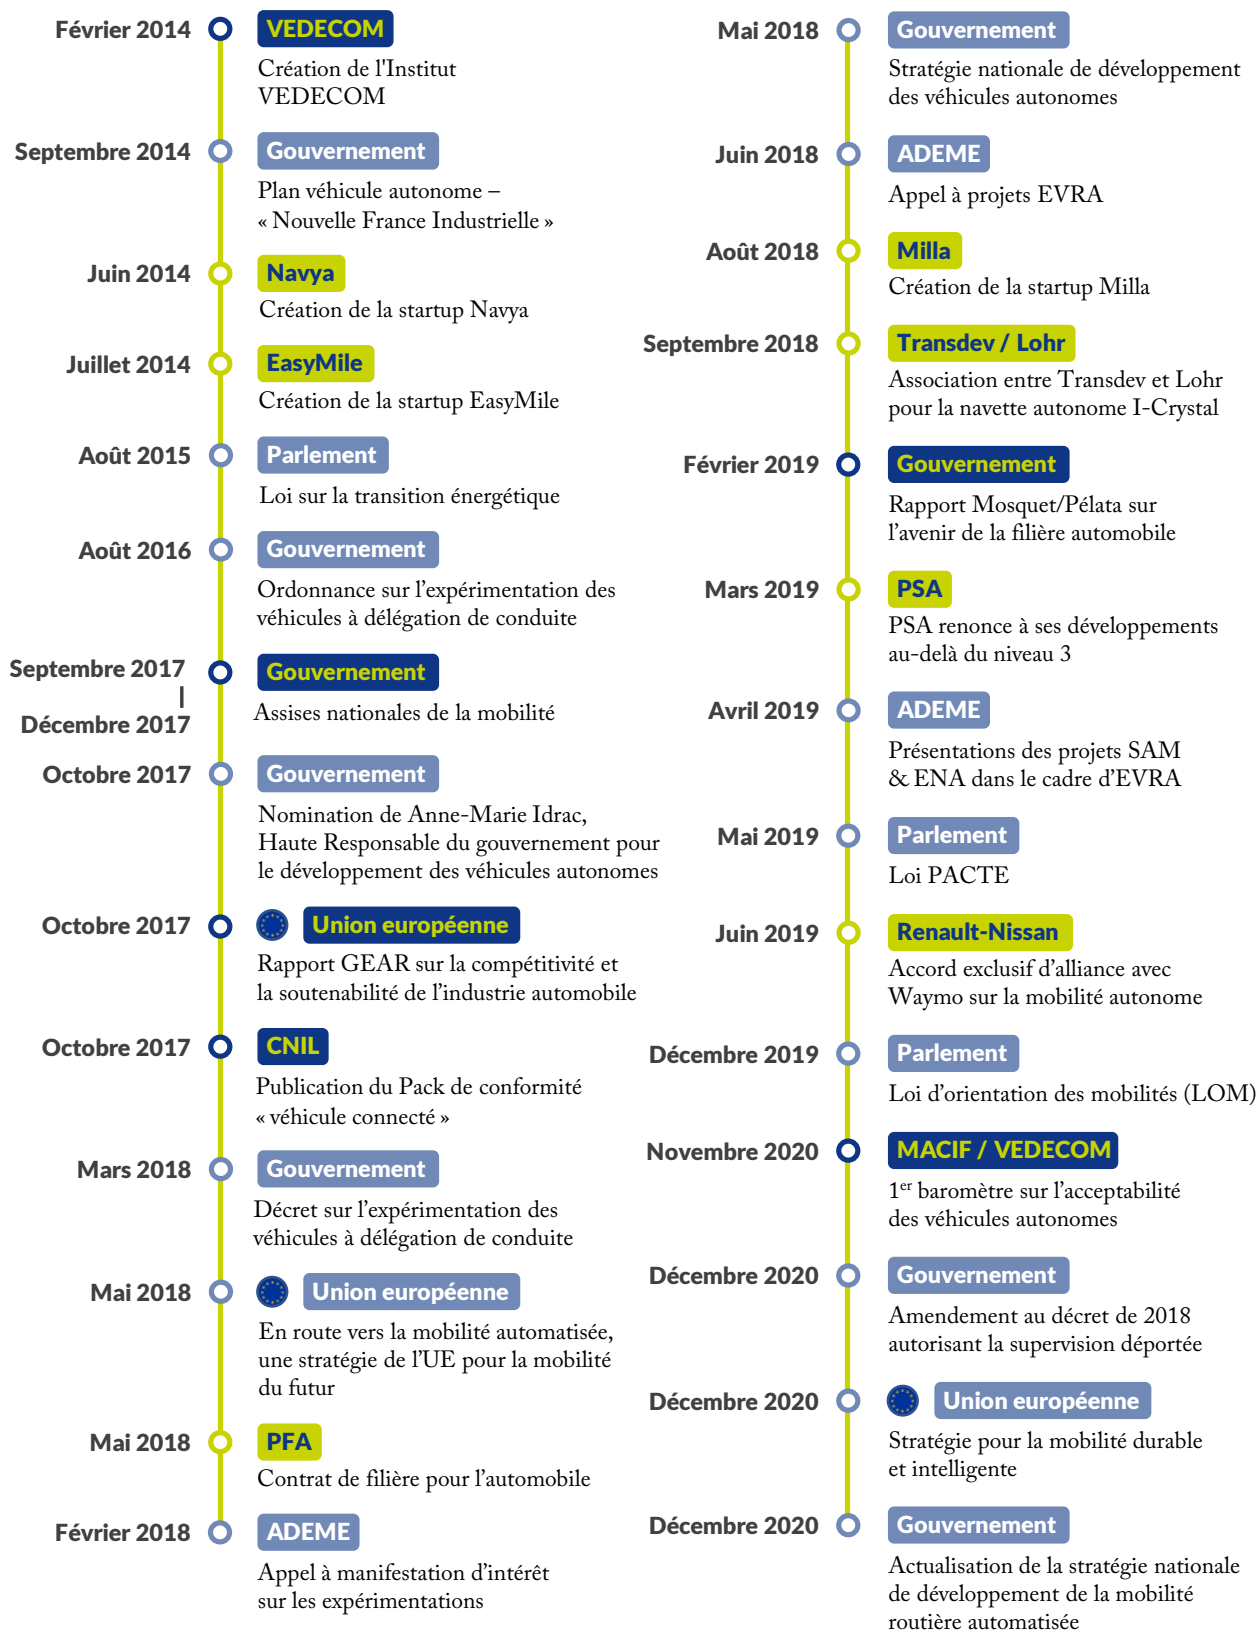 Février 2014
VEDECOM
Création de l'Institut
VEDECOM
Septembre 2014
Gouvernement
Plan véhicule autonome –
« Nouvelle France Industrielle »
Juin 2014
Navya
Création de la startup Navya
Juillet 2014
EasyMile
Création de la startup EasyMile
Août 2015
Parlement
Loi sur la transition énergétique
Août 2016
Gouvernement
Ordonnance sur l’expérimentation des
véhicules à délégation de conduite
Septembre 2017
|
Décembre 2017
Gouvernement
Assises nationales de la mobilité
Octobre 2017
Gouvernement
Nomination de Anne-Marie Idrac,
Haute Responsable du gouvernement pour
le développement des véhicules autonomes
Octobre 2017
Union européenne
Rapport GEAR sur la compétitivité et
la soutenabilité de l’industrie automobile
Octobre 2017
CNIL
Publication du Pack de conformité
« véhicule connecté »
Mars 2018
Gouvernement
Décret sur l’expérimentation des
véhicules à délégation de conduite
Mai 2018
Union européenne
En route vers la mobilité automatisée,
une stratégie de l’UE pour la mobilité
du futur
Mai 2018
PFA
Contrat de filière pour l’automobile
Février 2018
ADEME
Appel à manifestation d’intérêt
sur les expérimentations
Mai 2018
Gouvernement
Stratégie nationale de développement
des véhicules autonomes
Juin 2018
ADEME
Appel à projets EVRA
Août 2018
Milla
Création de la startup Milla
Septembre 2018
Transdev / Lohr
Association entre Transdev et Lohr
pour la navette autonome I-Crystal
Février 2019
Gouvernement
Rapport Mosquet/Pélata sur
l’avenir de la filière automobile
Mars 2019
PSA
PSA renonce à ses développements
au-delà du niveau 3
Avril 2019
ADEME
Présentations des projets SAM
& ENA dans le cadre d’EVRA
Mai 2019
Parlement
Loi PACTE
Juin 2019
Renault-Nissan
Accord exclusif d’alliance avec
Waymo sur la mobilité autonome
Décembre 2019
Parlement
Loi d’orientation des mobilités (LOM)
Novembre 2020
MACIF / VEDECOM
1er baromètre sur l’acceptabilité
des véhicules autonomes
Décembre 2020
Gouvernement
Amendement au décret de 2018
autorisant la supervision déportée
Décembre 2020
Union européenne
Stratégie pour la mobilité durable
et intelligente
Décembre 2020
Gouvernement
Actualisation de la stratégie nationale
de développement de la mobilité
routière automatisée